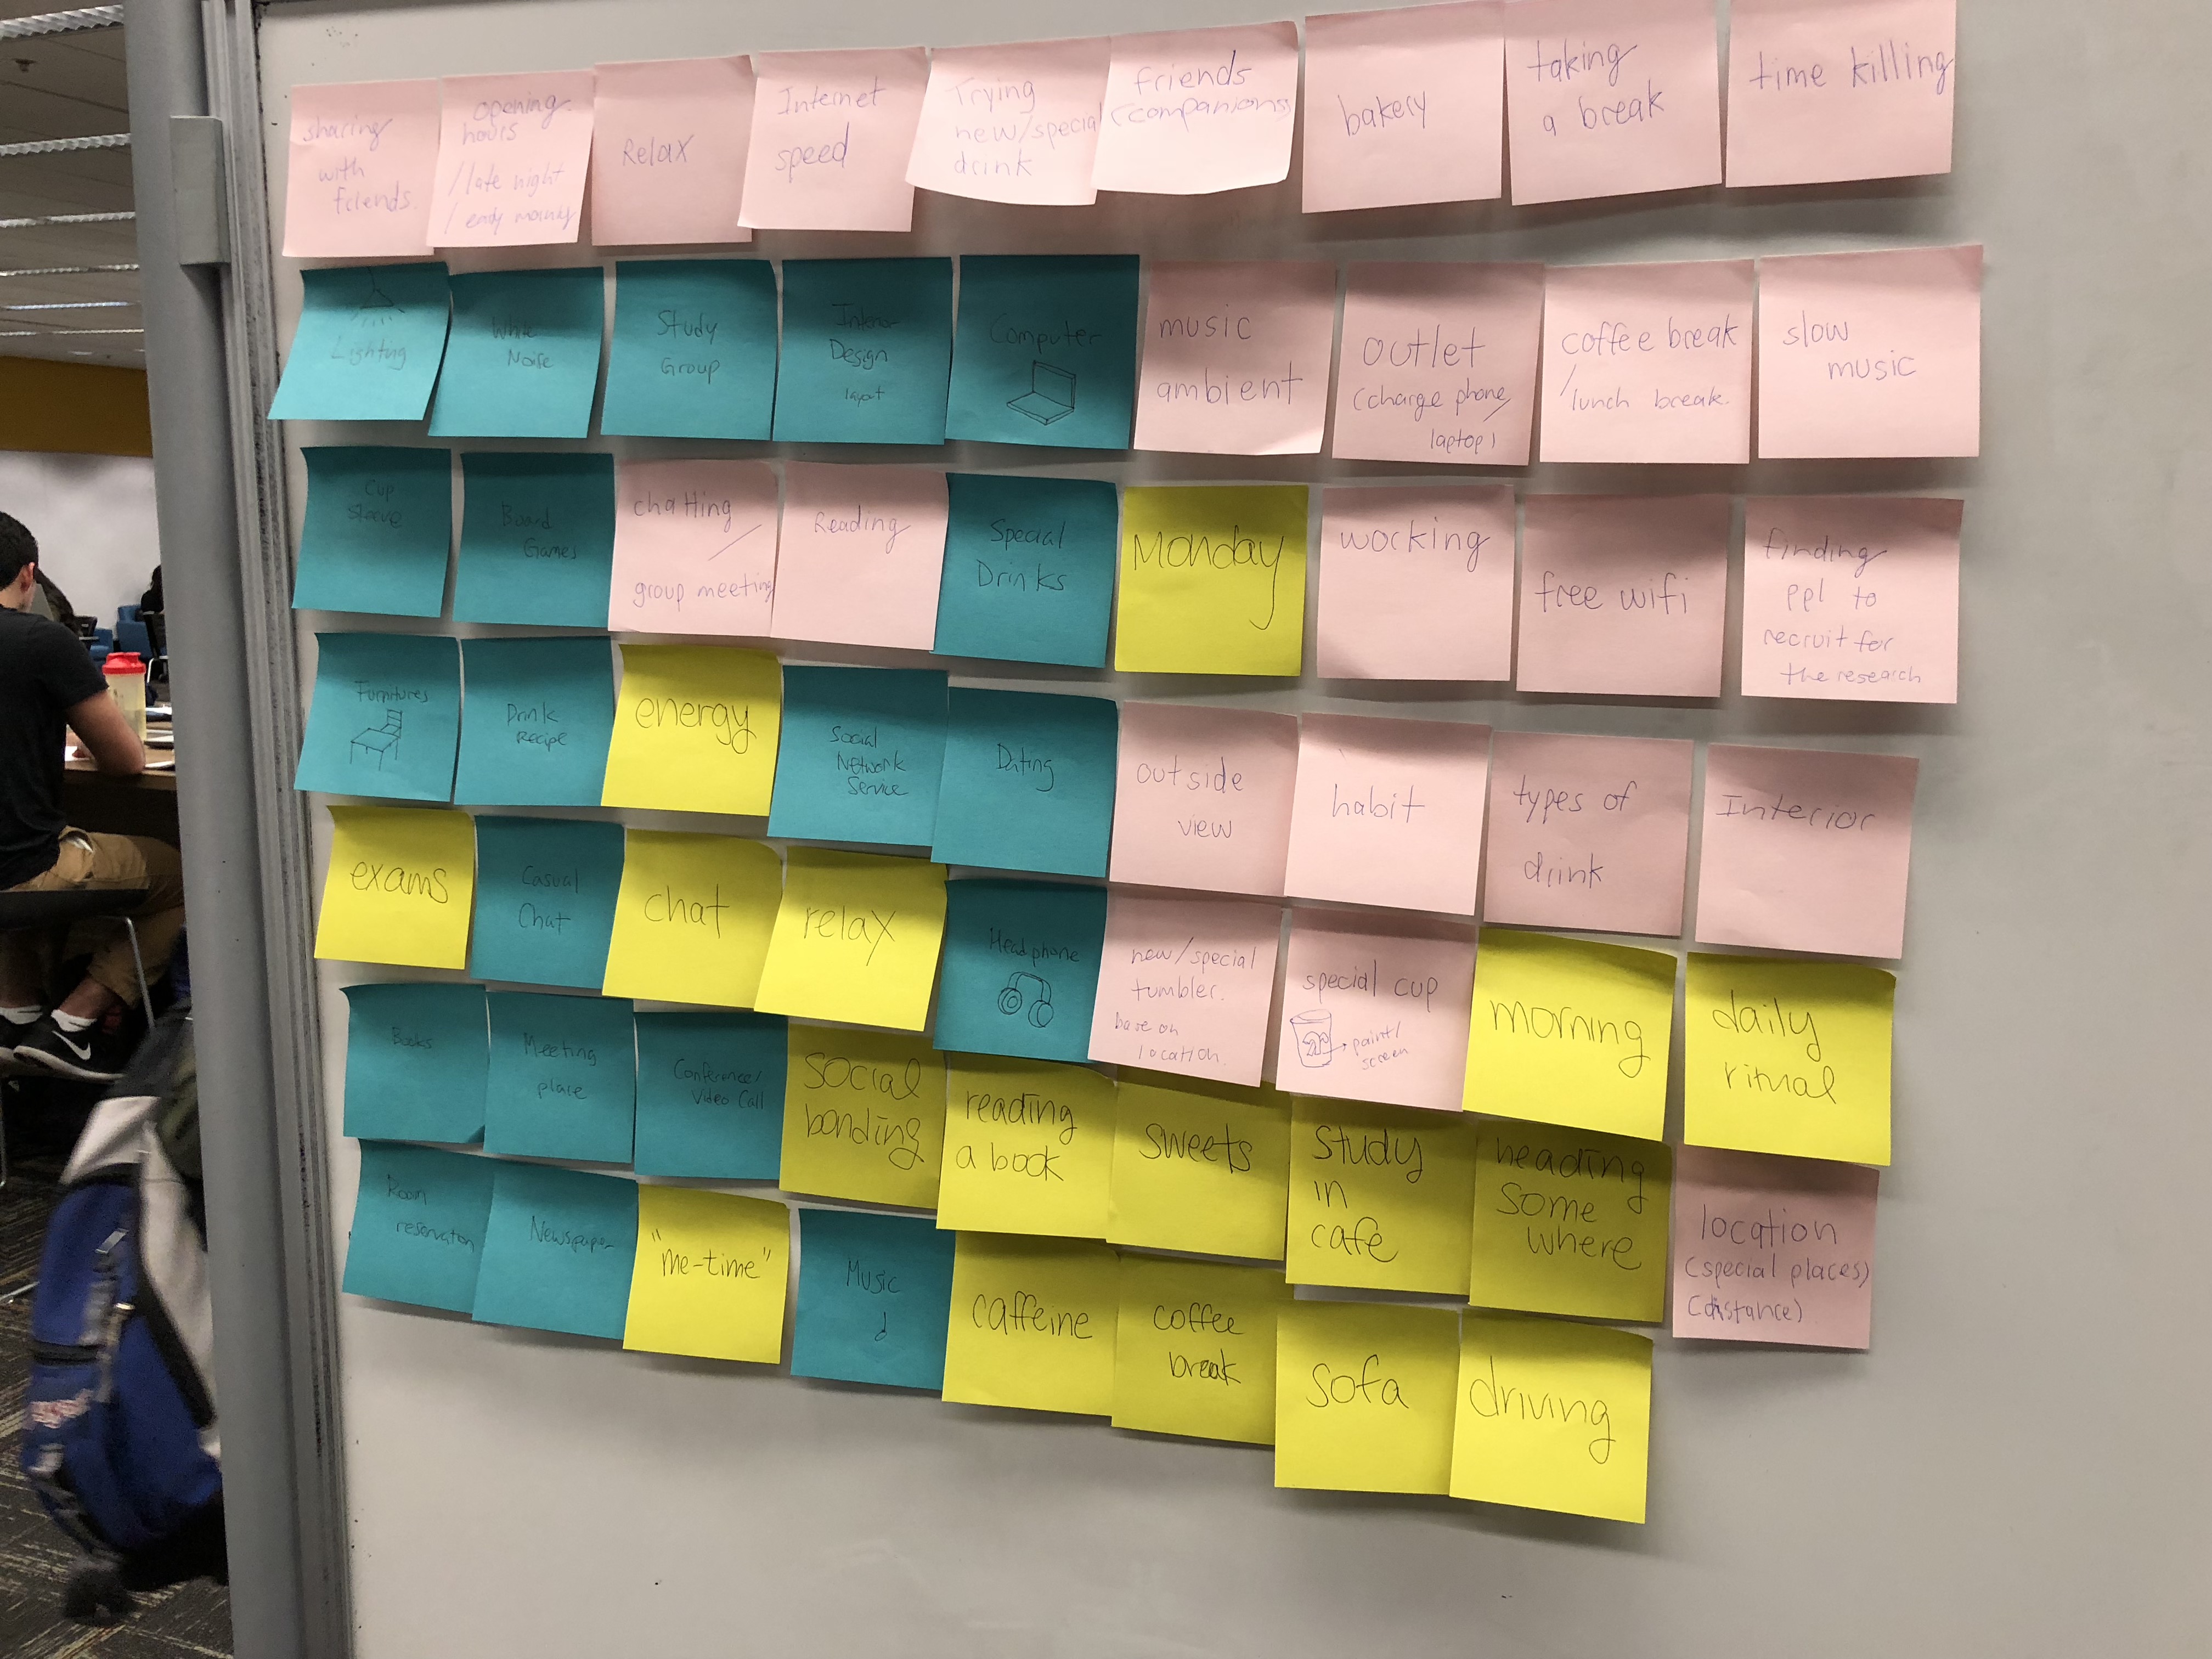 sharing
with
friends.
opening
hours
/late night
/early morning
Relax
Internet
speed
Trying
new/special
drink
friends
(companions)
bakery
taking
a break
time killing
Lighting
White
Noise
Study
Group
Interior
Design
layout
Computer
music
ambient
outlet
(charge phone/
laptop)
coffee break
/lunch break.
slow
music
Cup
Sleeve
Board
Games
chatting/
group meeting
Reading
Special
Drinks
Monday
working
free wifi
finding
ppl to
recruit for
the research
Furnitures
Drink
Recipe
energy
Social
Network
Service
Dating
outside
view
habit
types of
drink
Interior
exams
Casual
Chat
chat
relax
Headphone
new/special
tumbler.
base on
location.
special cup
paint/
screen
morning
daily
ritual
Books
Meeting
place
Conference/
Video Call
social
bonding
reading
a book
sweets
study
in
cafe
heading
some
where
location
(special places)
(distance)
Room
reservation
Newspaper
"me-time"
Music
caffeine
coffee
break
sofa
driving